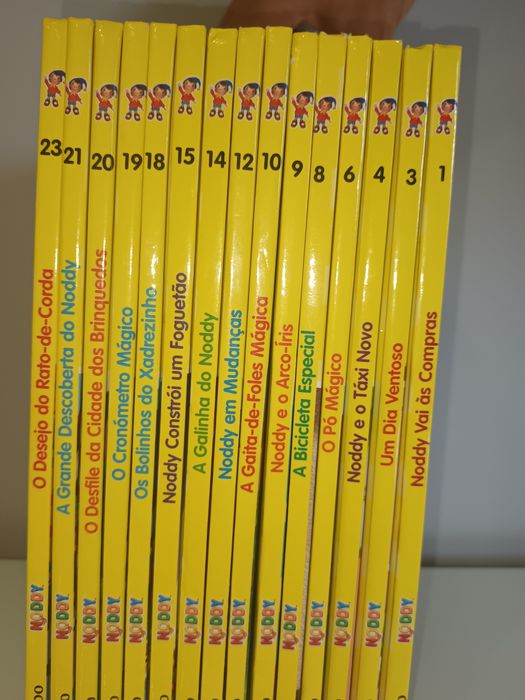 23 O Desejo do Rato-de-Corda NODDY
21 A Grande Descoberta do Noddy NODDY
20 O Desfile da Cidade dos Brinquedos NODDY
19 O Cronómetro Mágico NODDY
18 Os Bolinhos do Xadrezinho NODDY
15 Noddy Constrói um Foguetão NODDY
14 A Galinha do Noddy NODDY
12 Noddy em Mudanças NODDY
10 A Gaita-de-Foles Mágica NODDY
9 Noddy e o Arco-Íris NODDY
8 A Bicicleta Especial NODDY
6 O Pó Mágico NODDY
4 Noddy e o Táxi Novo NODDY
3 Um Dia Ventoso NODDY
1 Noddy Vai às Compras NODDY